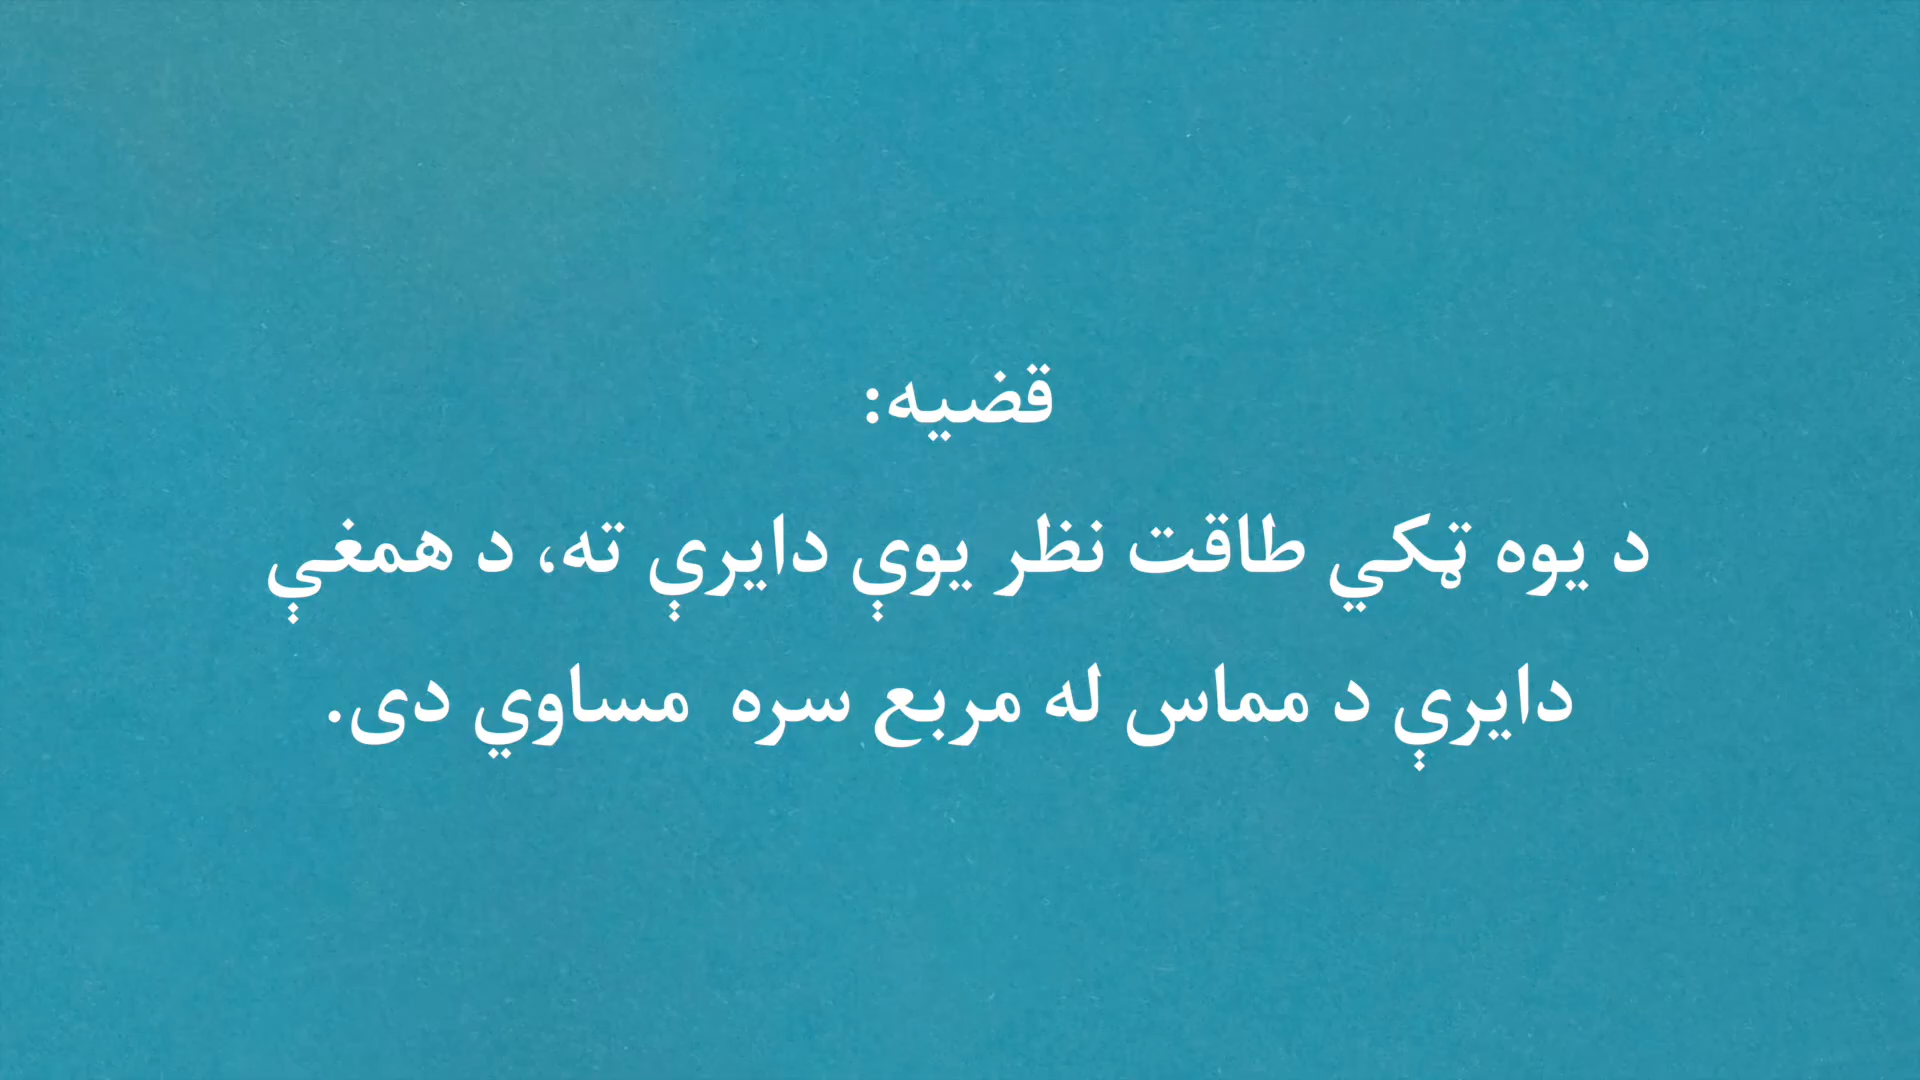 قضیه:
د یوه ټکي طاقت نظر یوې دایرې ته، د همغې
دایرې د مماس له مربع سره مساوي دی.